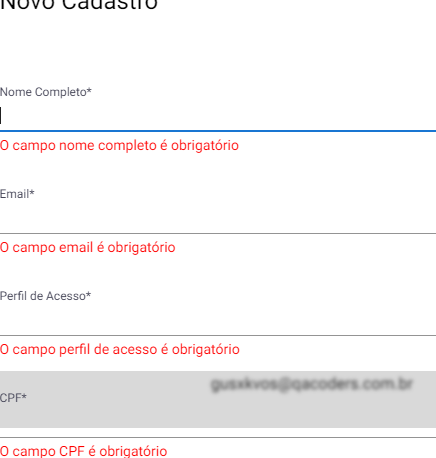 Novo Cadastro
Nome Completo*
O campo nome completo é obrigatório
Email*
O campo email é obrigatório
Perfil de Acesso*
O campo perfil de acesso é obrigatório
CPF*
O campo CPF é obrigatório